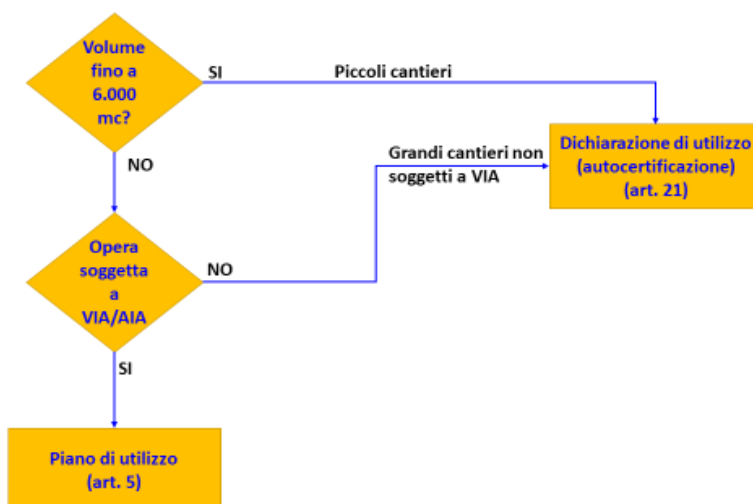 Volume
fino a
6.000
mc?
SI
Piccoli cantieri
Dichiarazione di utilizzo
(autocertificazione)
(art. 21)
NO
Grandi cantieri non
soggetti a VIA
Opera
soggetta
a
VIA/AIA
NO
SI
Piano di utilizzo
(art. 5)